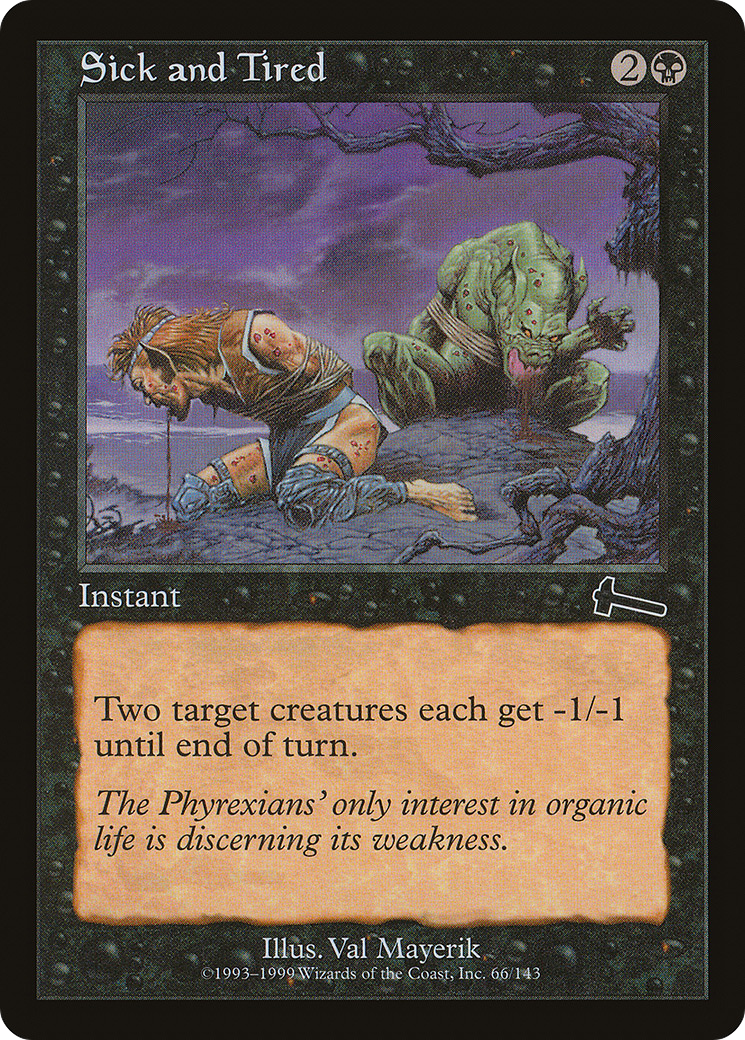 Sick and Tired 2
Instant
Two target creatures each get -1/-1
until end of turn.
The Phyrexians' only interest in organic
life is discerning its weakness.
Illus. Val Mayerik
©1993–1999 Wizards of the Coast, Inc. 66/143